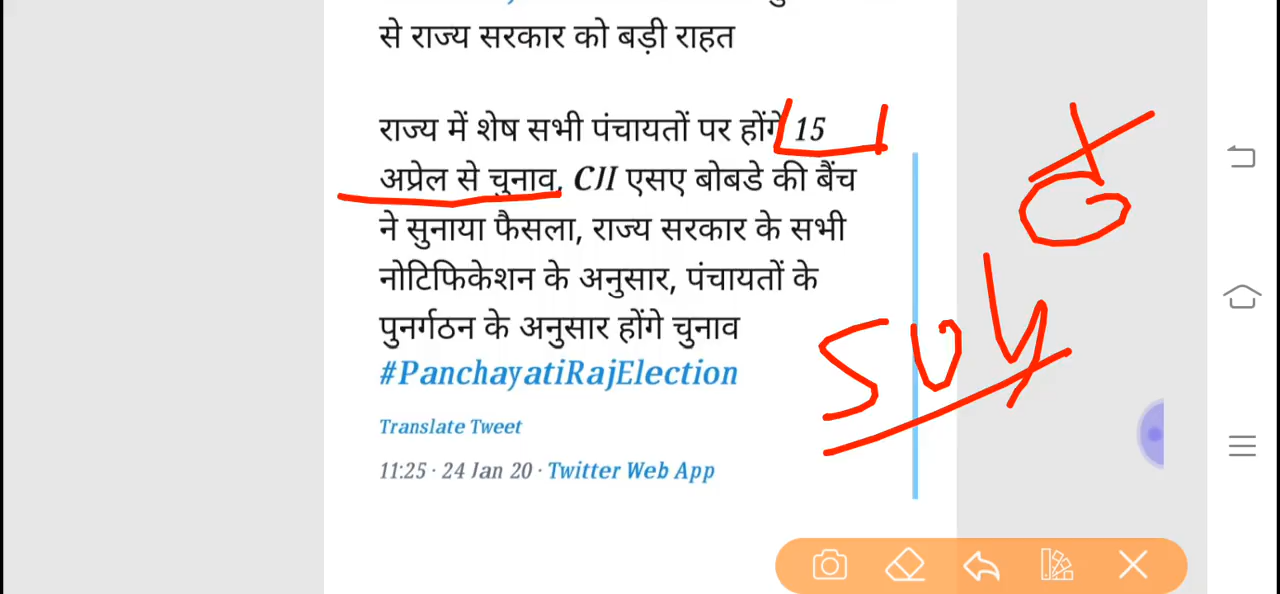 से राज्य सरकार को बड़ी राहत
राज्य में शेष सभी पंचायतों पर होंगे 15
अप्रेल से चुनाव, CJI एसए बोबडे की बैंच
ने सुनाया फैसला, राज्य सरकार के सभी
नोटिफिकेशन के अनुसार, पंचायतों के
पुनर्गठन के अनुसार होंगे चुनाव
#PanchayatiRajElection
Translate Tweet
11:25 · 24 Jan 20 · Twitter Web App